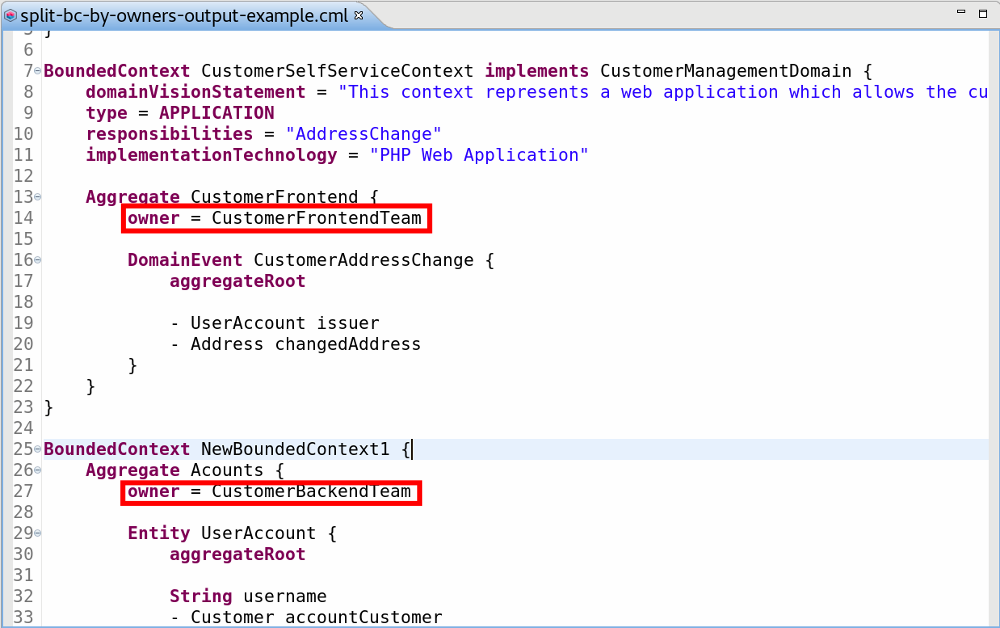 split-bc-by-owners-output-example.cml
5 }
6
7 BoundedContext CustomerSelfServiceContext implements CustomerManagementDomain {
8     domainVisionStatement = "This context represents a web application which allows the cu
9     type = APPLICATION
10     responsibilities = "AddressChange"
11     implementationTechnology = "PHP Web Application"
12
13     Aggregate CustomerFrontend {
14         owner = CustomerFrontendTeam
15
16         DomainEvent CustomerAddressChange {
17             aggregateRoot
18
19             - UserAccount issuer
20             - Address changedAddress
21         }
22     }
23 }
24
25 BoundedContext NewBoundedContext1 {
26     Aggregate Acounts {
27         owner = CustomerBackendTeam
28
29         Entity UserAccount {
30             aggregateRoot
31
32             String username
33             - Customer accountCustomer